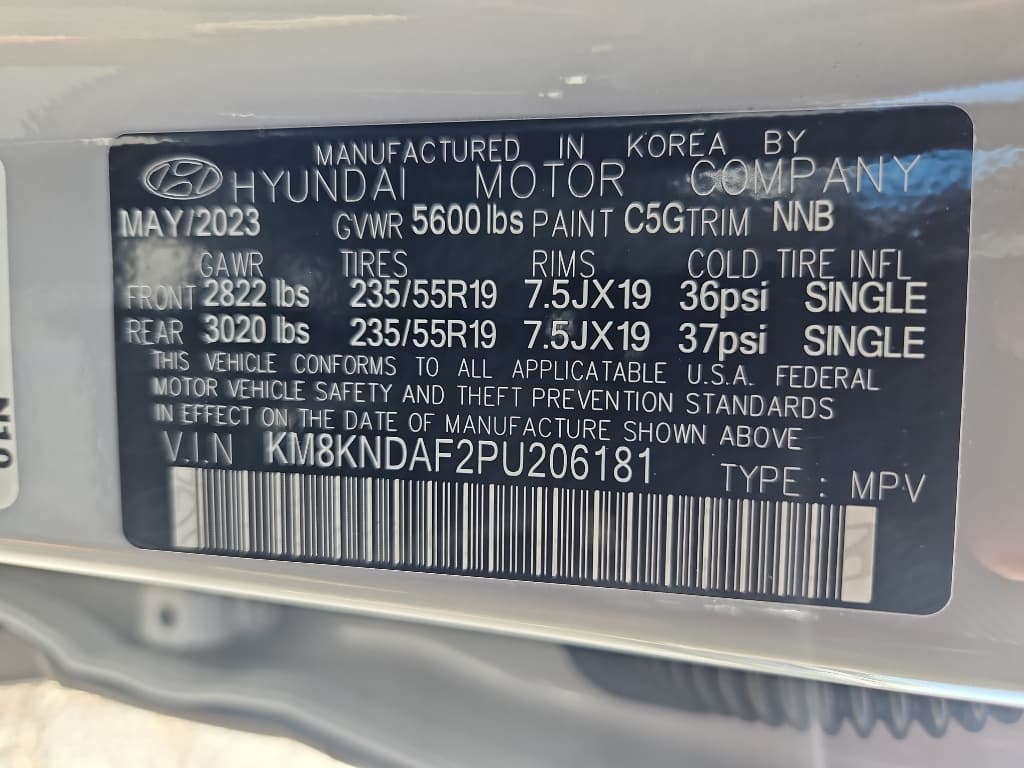 MANUFACTURED IN KOREA BY
HYUNDAI MOTOR COMPANY
MAY/2023 GVWR 5600 lbs PAINT C5G TRIM NNB
GAWR TIRES RIMS COLD TIRE INFL
FRONT 2822 lbs 235/55R19 7.5JX19 36psi SINGLE
REAR 3020 lbs 235/55R19 7.5JX19 37psi SINGLE
THIS VEHICLE CONFORMS TO ALL APPLICATABLE U.S.A. FEDERAL
MOTOR VEHICLE SAFETY AND THEFT PREVENTION STANDARDS
IN EFFECT ON THE DATE OF MANUFACTURE SHOWN ABOVE
V.I.N KM8KNDAF2PU206181 TYPE : MPV